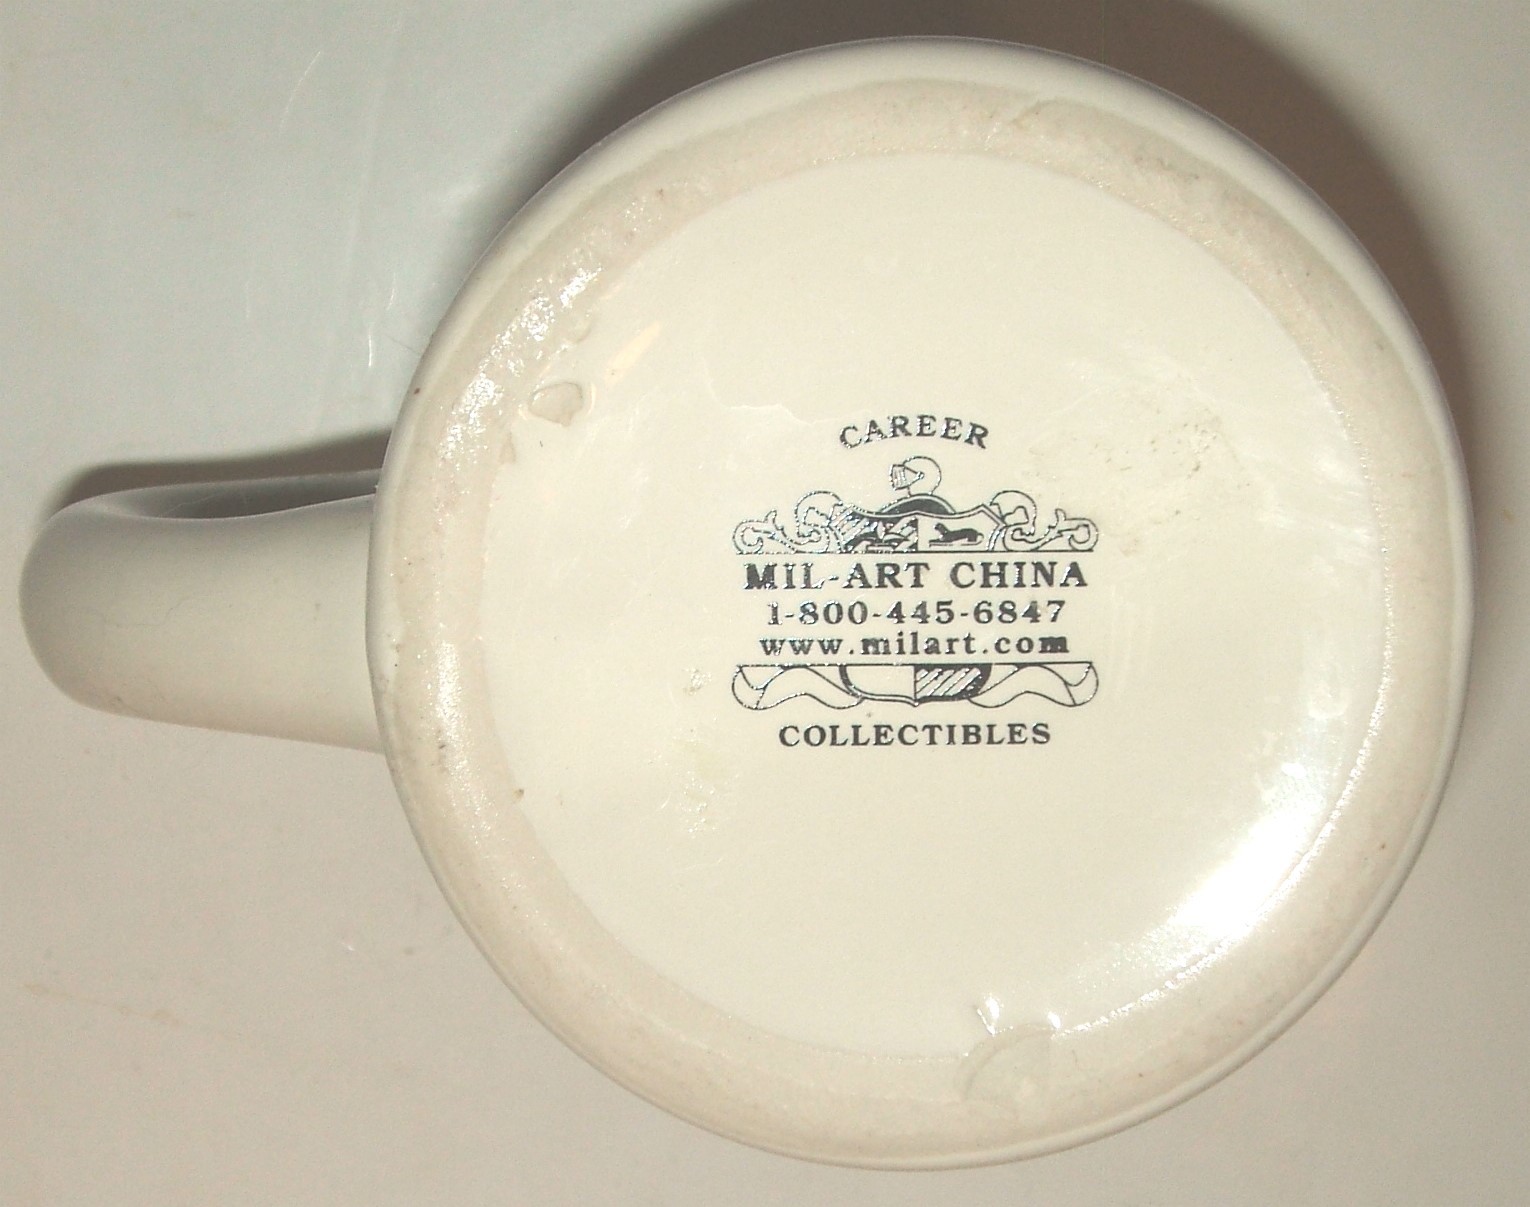 CAREER
MIL-ART CHINA
1-800-445-6847
www.milart.com
COLLECTIBLES